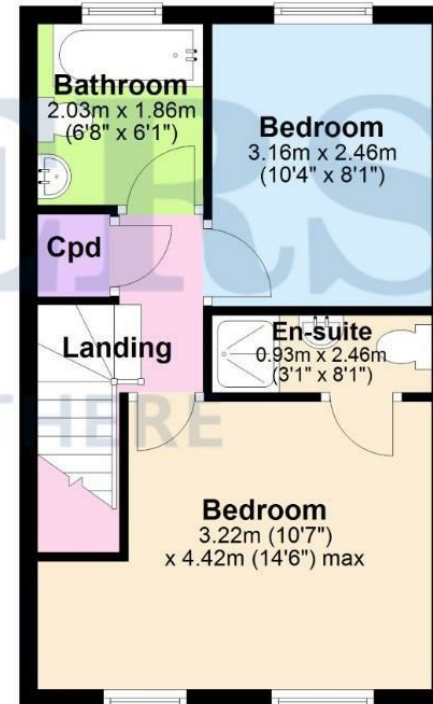 Bathroom
2.03m x 1.86m
(6'8" x 6'1")
Bedroom
3.16m x 2.46m
(10'4" x 8'1")
Cpd
Landing
En-suite
0.93m x 2.46m
(3'1" x 8'1")
ERS
THERE
Bedroom
3.22m (10'7")
x 4.42m (14'6") max